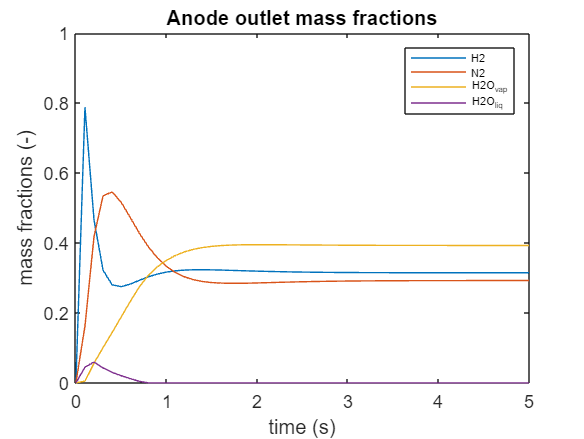 Anode outlet mass fractions
1
0.8
0.6
0.4
0.2
0
mass fractions (-)
H2
N2
H2Ovap
H2Oliq
0 1 2 3 4 5
time (s)